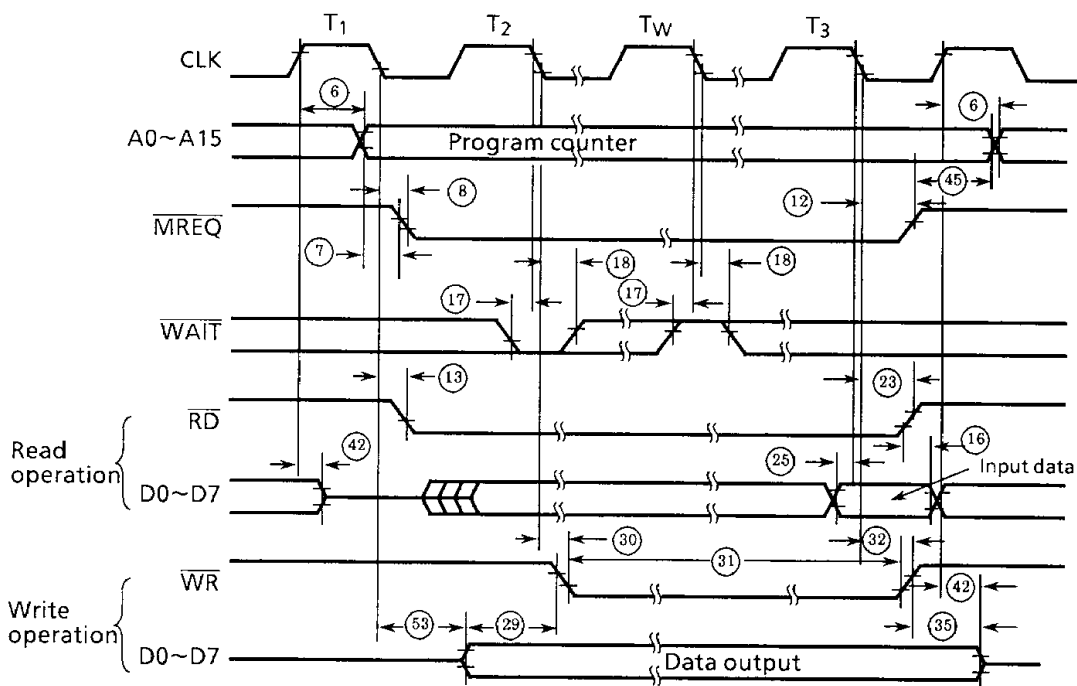 T1 T2 TW T3
CLK
6 6
A0~A15 Program counter
8 12 45
MREQ
7 18 18
17 17
WAIT
13 23
RD
Read operation
42 25 16
Input data
D0~D7
30 32
31
WR
42
Write operation
53 29 35
D0~D7 Data output